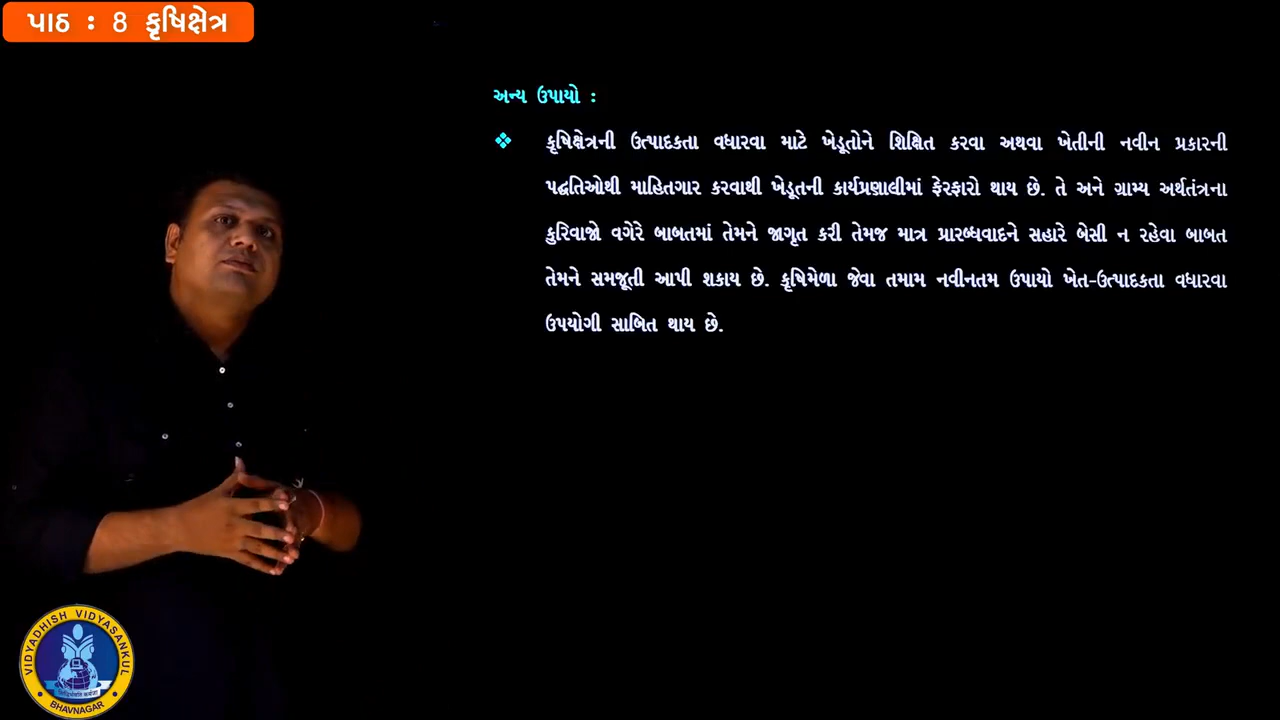 પાઠ : 8 કૃષિક્ષેત્ર
અન્ય ઉપાયો :
❖ કૃષિક્ષેત્રની ઉત્પાદકતા વધારવા માટે ખેડૂતોને શિક્ષિત કરવા અથવા ખેતીની નવીન પ્રકારની
પદ્ધતિઓથી માહિતગાર કરવાથી ખેડૂતની કાર્યપ્રણાલીમાં ફેરફારો થાય છે. તે અને ગ્રામ્ય અર્થતંત્રના
કુરિવાજો વગેરે બાબતમાં તેમને જાગૃત કરી તેમજ માત્ર પ્રારબ્ધવાદને સહારે બેસી ન રહેવા બાબત
તેમને સમજૂતી આપી શકાય છે. કૃષિમેળા જેવા તમામ નવીનતમ ઉપાયો ખેત-ઉત્પાદકતા વધારવા
ઉપયોગી સાબિત થાય છે.
VIDYADHISH VIDYASANKUL
BHAVNAGAR